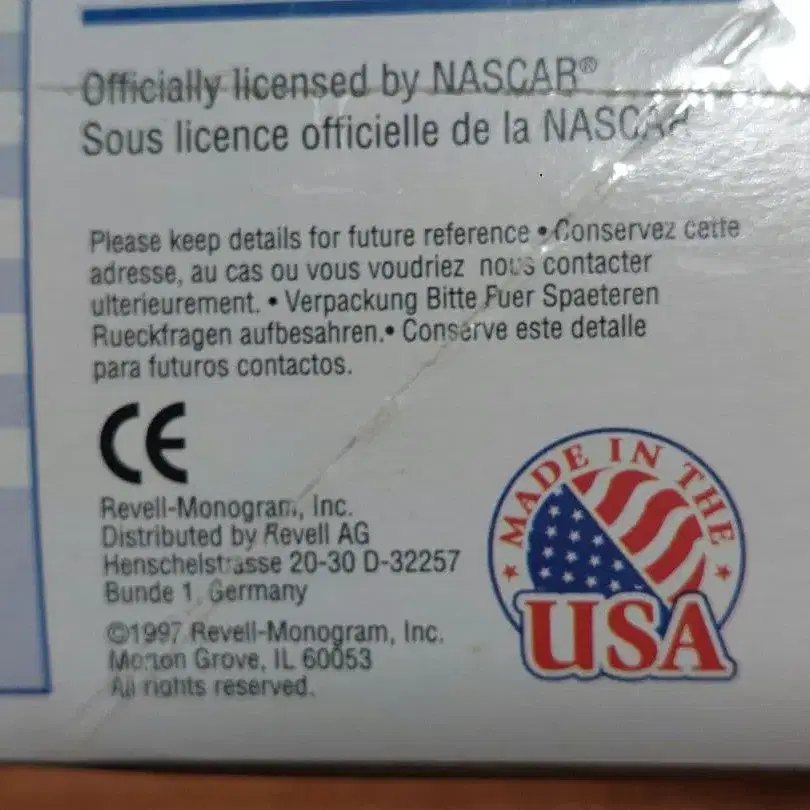 Officially licensed by NASCAR®
Sous licence officielle de la NASCAR
Please keep details for future reference • Conservez cette
adresse, au cas ou vous voudriez nous contacter
ulterieurement. • Verpackung Bitte Fuer Spaeteren
Rueckfragen aufbesahren.• Conserve este detalle
para futuros contactos.
CE
Revell-Monogram, Inc.
Distributed by Revell AG
Henschelstrasse 20-30 D-32257
Bunde 1, Germany
©1997 Revell-Monogram, Inc.
Morton Grove, IL 60053
All rights reserved.
MADE IN THE
USA